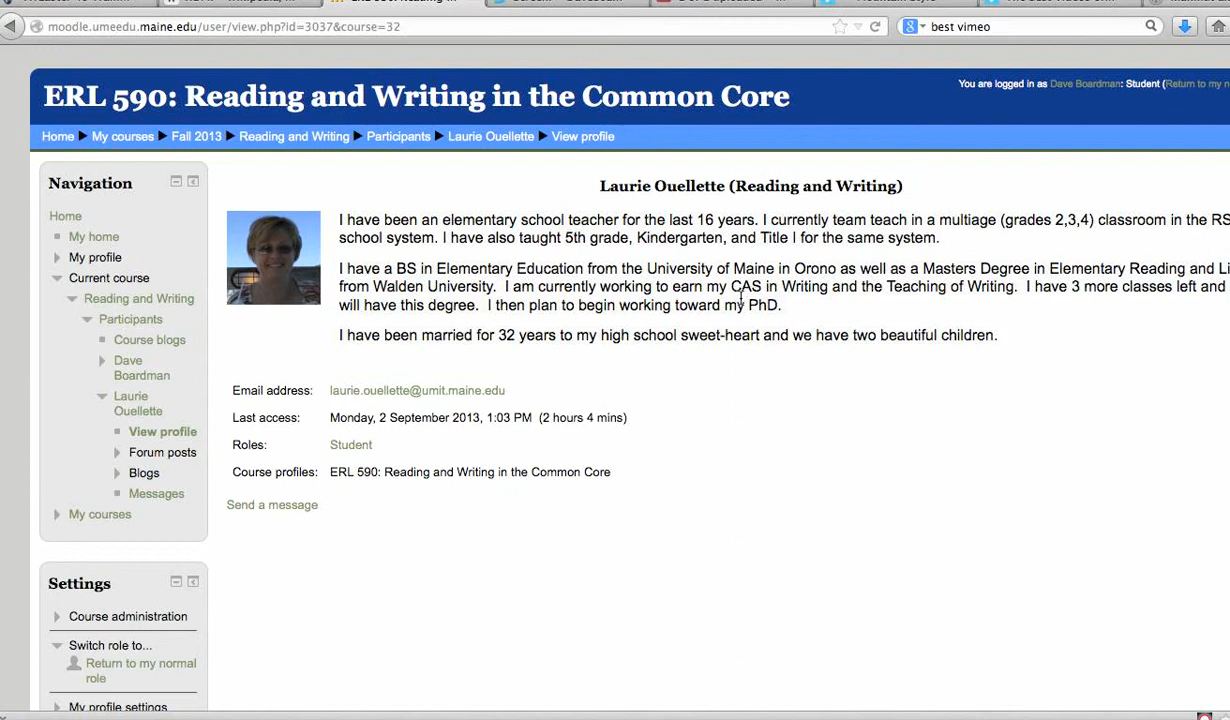 moodle.umeedu.maine.edu/user/view.php?id=3037&course=32
best vimeo
ERL 590: Reading and Writing in the Common Core
You are logged in as Dave Boardman: Student (Return to my n
Home My courses Fall 2013 Reading and Writing Participants Laurie Ouellette View profile
Navigation
Home
My home
My profile
Current course
Reading and Writing
Participants
Course blogs
Dave
Boardman
Laurie
Ouellette
View profile
Forum posts
Blogs
Messages
My courses
Settings
Course administration
Switch role to...
Return to my normal
role
My profile settings
Laurie Ouellette (Reading and Writing)
I have been an elementary school teacher for the last 16 years. I currently team teach in a multiage (grades 2,3,4) classroom in the RS
school system. I have also taught 5th grade, Kindergarten, and Title I for the same system.
I have a BS in Elementary Education from the University of Maine in Orono as well as a Masters Degree in Elementary Reading and Li
from Walden University. I am currently working to earn my CAS in Writing and the Teaching of Writing. I have 3 more classes left and
will have this degree. I then plan to begin working toward my PhD.
I have been married for 32 years to my high school sweet-heart and we have two beautiful children.
Email address: laurie.ouellette@umit.maine.edu
Last access: Monday, 2 September 2013, 1:03 PM (2 hours 4 mins)
Roles: Student
Course profiles: ERL 590: Reading and Writing in the Common Core
Send a message